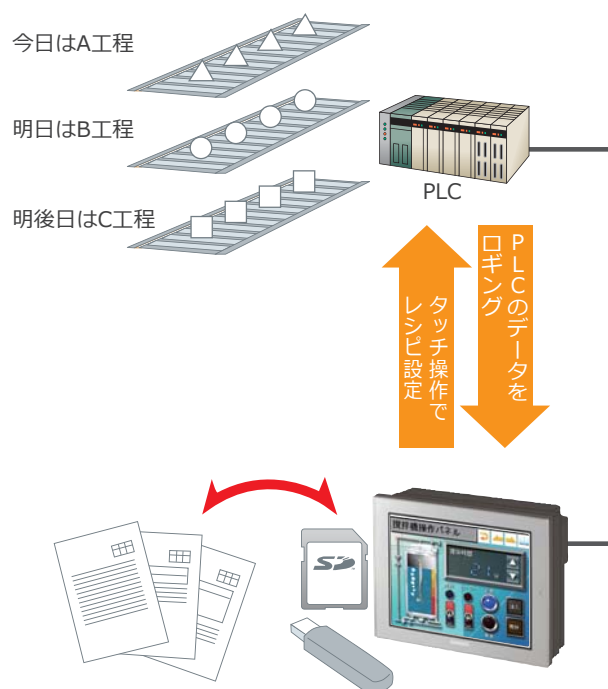 今日はA工程
明日はB工程
明後日はC工程
PLC
PLCのデータを
ロギング
タッチ操作で
レシピ設定
SD
撹拌機操作パネル